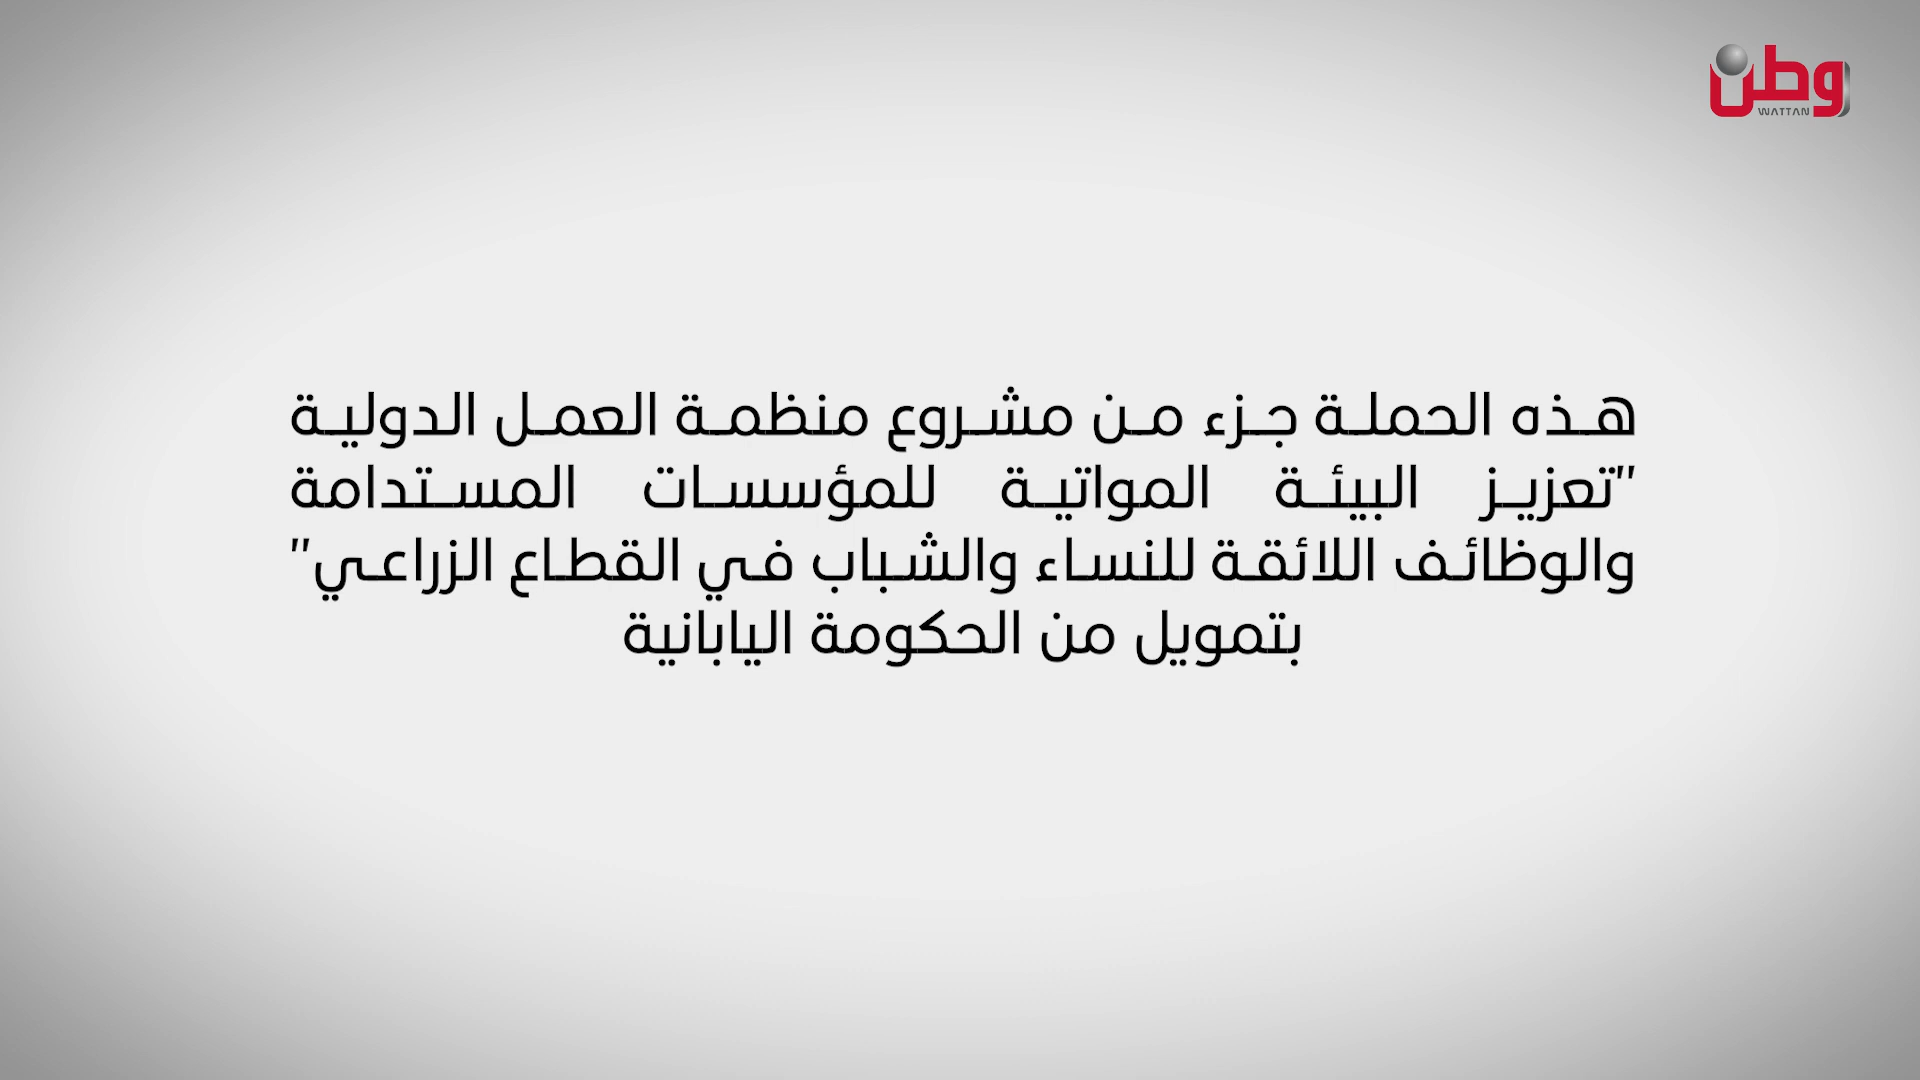 وطن
WATTAN
هذه الحملة جزء من مشروع منظمة العمل الدولية
"تعزيز البيئة المواتية للمؤسسات المستدامة
والوظائف اللائقة للنساء والشباب في القطاع الزراعي"
بتمويل من الحكومة اليابانية